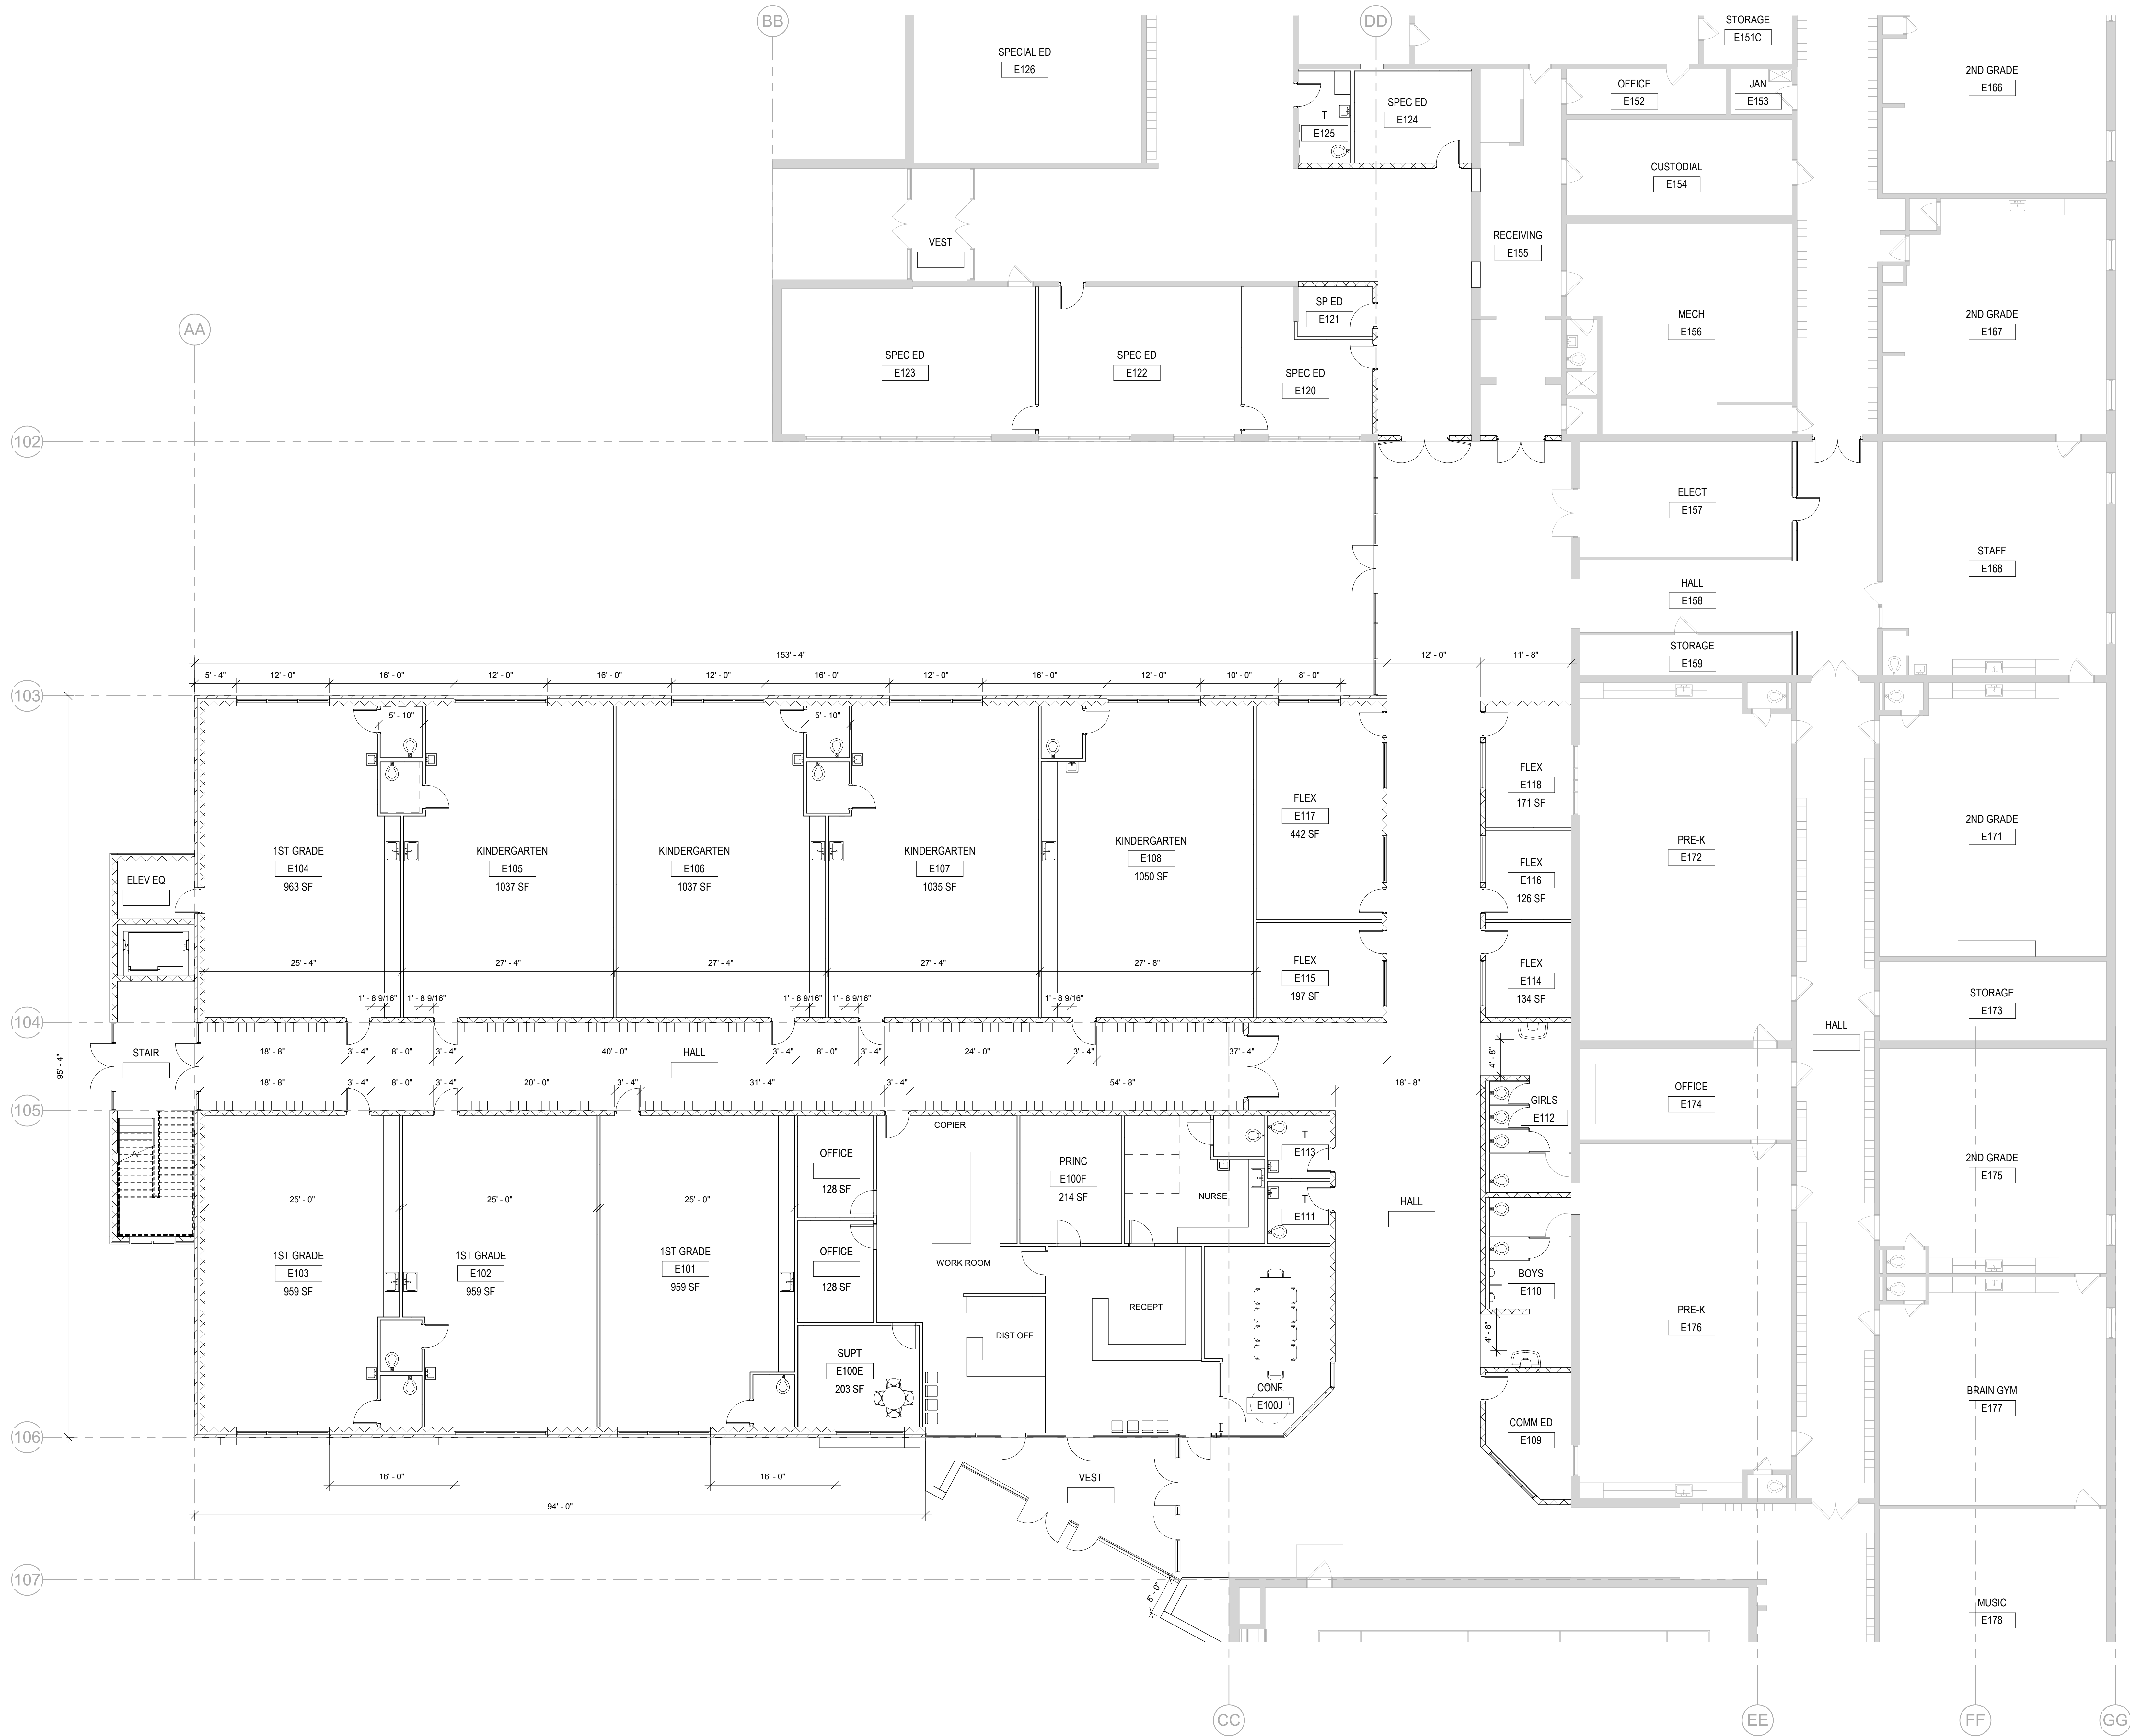 BB
DD
STORAGE
E151C
SPECIAL ED
E126
2ND GRADE
E166
OFFICE
E152
JAN
E153
SPEC ED
E124
T
E125
CUSTODIAL
E154
VEST
RECEIVING
E155
SP ED
E121
MECH
E156
2ND GRADE
E167
AA
SPEC ED
E123
SPEC ED
E122
SPEC ED
E120
102
ELECT
E157
STAFF
E168
HALL
E158
STORAGE
E159
153' - 4"
12' - 0"
11' - 8"
5' - 4"
12' - 0"
16' - 0"
12' - 0"
16' - 0"
12' - 0"
16' - 0"
12' - 0"
16' - 0"
12' - 0"
10' - 0"
8' - 0"
103
5' - 10"
5' - 10"
FLEX
E118
171 SF
FLEX
E117
442 SF
1ST GRADE
E104
963 SF
KINDERGARTEN
E105
1037 SF
KINDERGARTEN
E106
1037 SF
KINDERGARTEN
E107
1035 SF
KINDERGARTEN
E108
1050 SF
FLEX
E116
126 SF
PRE-K
E172
2ND GRADE
E171
ELEV EQ
25' - 4"
27' - 4"
27' - 4"
27' - 4"
27' - 8"
FLEX
E115
197 SF
FLEX
E114
134 SF
STORAGE
E173
1' - 8 9/16"
1' - 8 9/16"
1' - 8 9/16"
1' - 8 9/16"
1' - 8 9/16"
104
HALL
STAIR
18' - 8"
3' - 4"
8' - 0"
3' - 4"
40' - 0"
HALL
3' - 4"
8' - 0"
3' - 4"
24' - 0"
3' - 4"
37' - 4"
4' - 8"
95' - 4"
18' - 8"
3' - 4"
8' - 0"
3' - 4"
20' - 0"
3' - 4"
31' - 4"
3' - 4"
54' - 8"
18' - 8"
OFFICE
E174
105
GIRLS
E112
COPIER
OFFICE
128 SF
PRINC
E100F
214 SF
NURSE
T
E113
T
E111
HALL
2ND GRADE
E175
25' - 0"
25' - 0"
25' - 0"
1ST GRADE
E103
959 SF
1ST GRADE
E102
959 SF
1ST GRADE
E101
959 SF
OFFICE
128 SF
WORK ROOM
RECEPT
DIST OFF
BOYS
E110
4' - 8"
PRE-K
E176
SUPT
E100E
203 SF
CONF
E100J
BRAIN GYM
E177
COMM ED
E109
106
16' - 0"
16' - 0"
VEST
94' - 0"
107
5' - 0"
MUSIC
E178
CC
EE
FF
GG